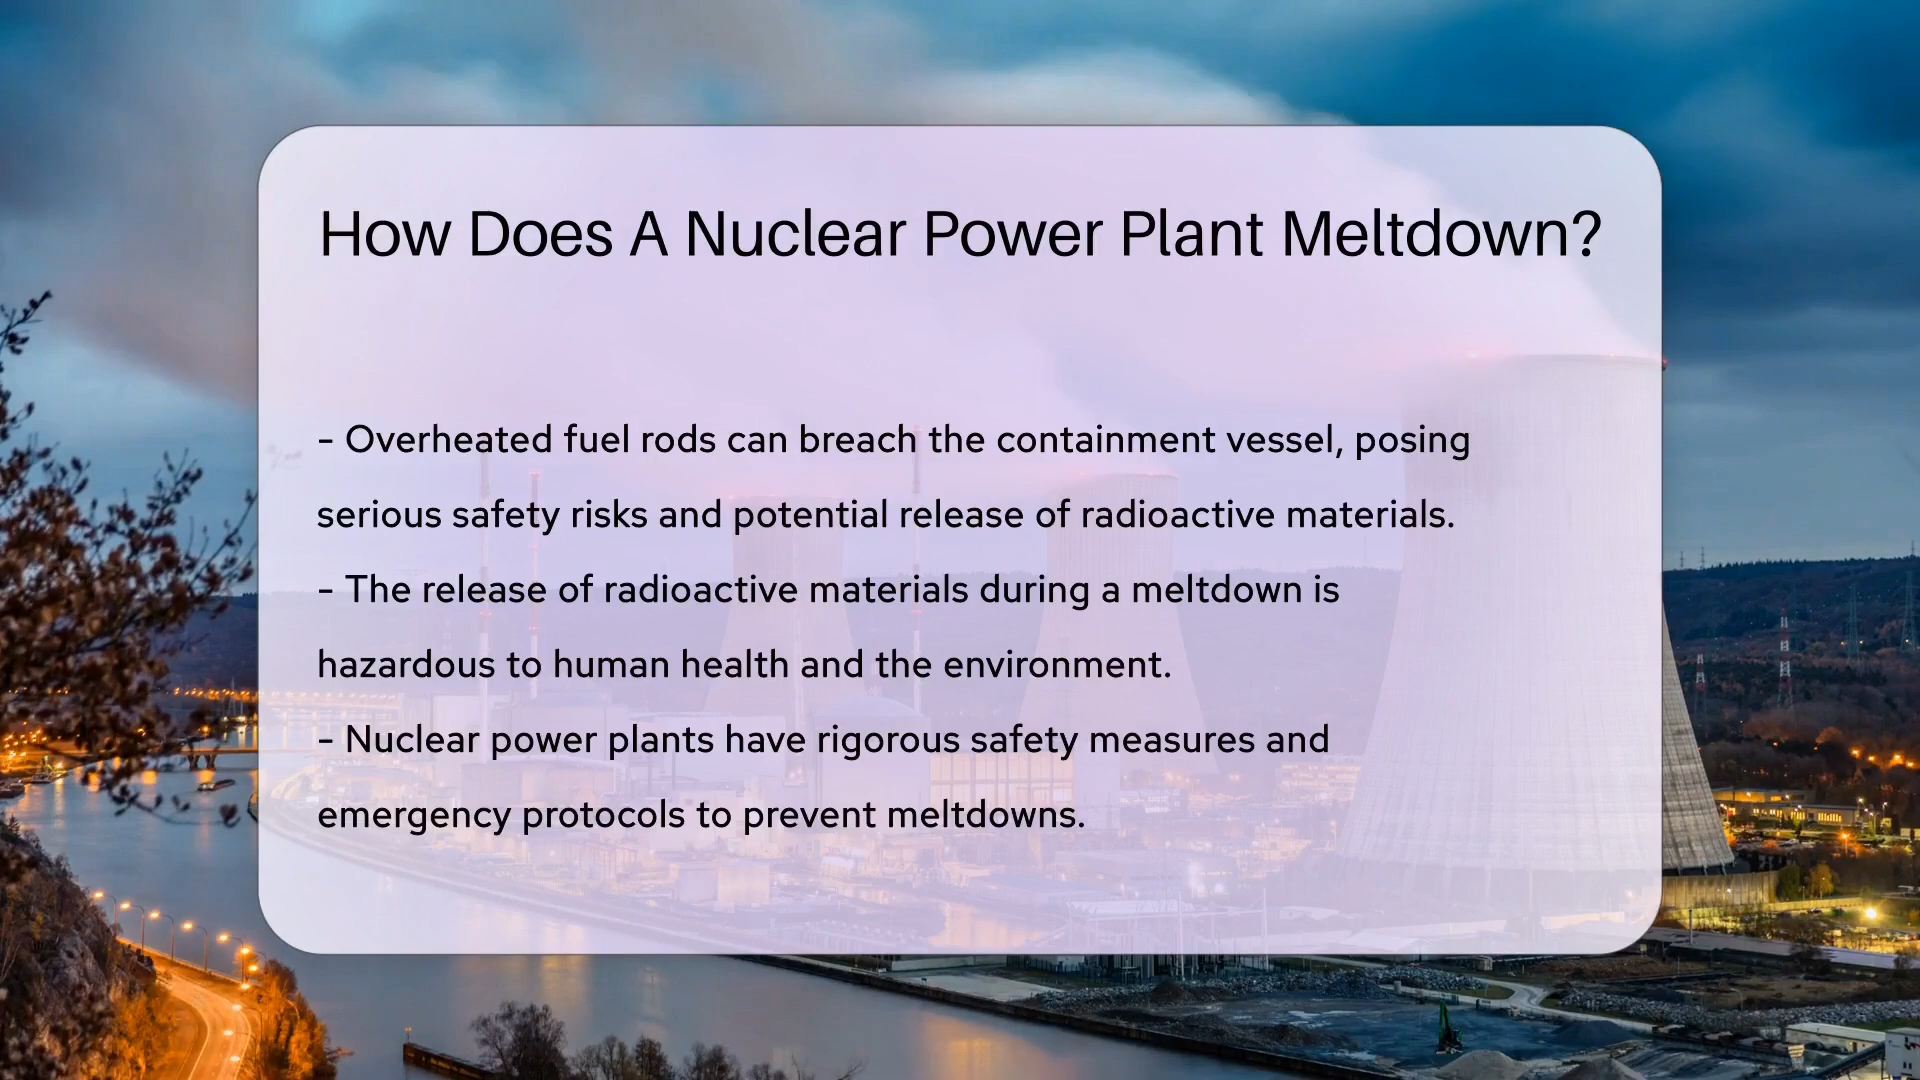 How Does A Nuclear Power Plant Meltdown?
– Overheated fuel rods can breach the containment vessel, posing
serious safety risks and potential release of radioactive materials.
– The release of radioactive materials during a meltdown is
hazardous to human health and the environment.
– Nuclear power plants have rigorous safety measures and
emergency protocols to prevent meltdowns.